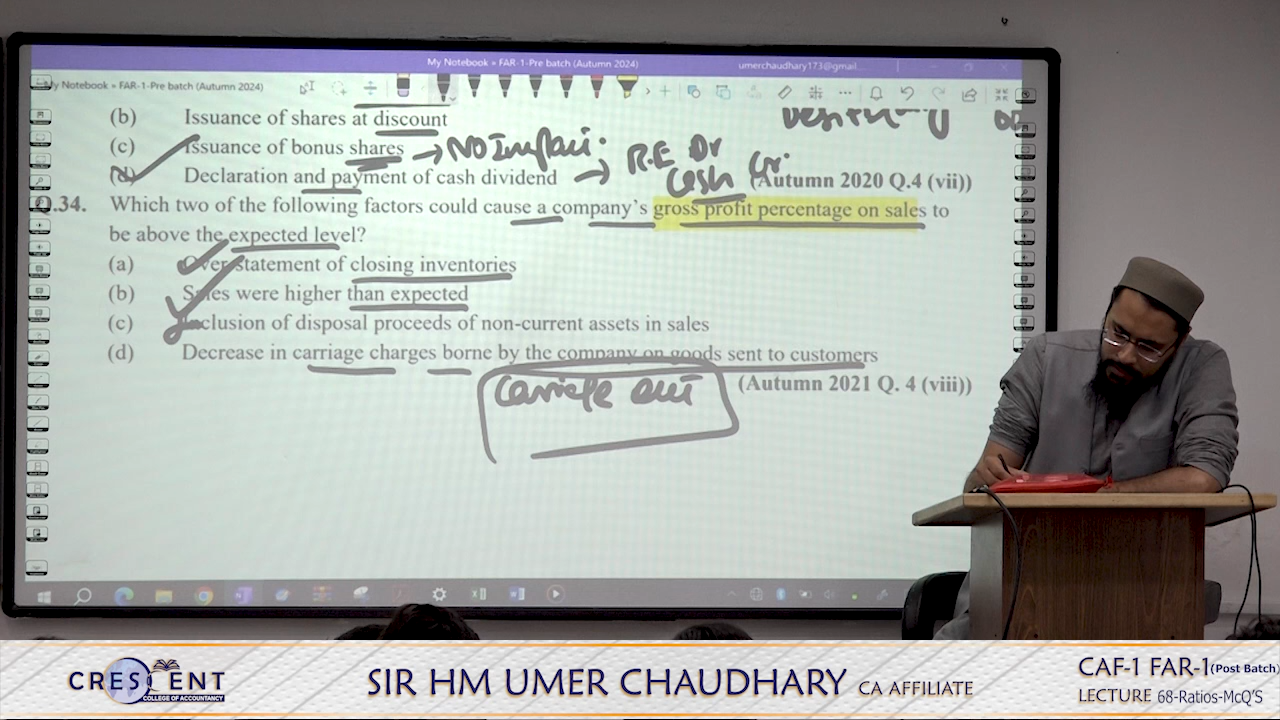 My Notebook » FAR-1-Pre batch (Autumn 2024)
umerchaudhary173@gmail...
My Notebook » FAR-1-Pre batch (Autumn 2024)
(b) Issuance of shares at discount
(c) Issuance of bonus shares → NO Impair.
R.E Dr
Cash Cr.
(d) Declaration and payment of cash dividend → (Autumn 2020 Q.4 (vii))
Q.34. Which two of the following factors could cause a company's gross profit percentage on sales to
be above the expected level?
(a) Over statement of closing inventories
(b) Sales were higher than expected
(c) Inclusion of disposal proceeds of non-current assets in sales
(d) Decrease in carriage charges borne by the company on goods sent to customers
Carriage out
(Autumn 2021 Q. 4 (viii))
CRESCENT
COLLEGE OF ACCOUNTANCY
SIR HM UMER CHAUDHARY CA AFFILIATE
CAF-1 FAR-1 (Post Batch)
LECTURE 68-Ratios-McQ'S